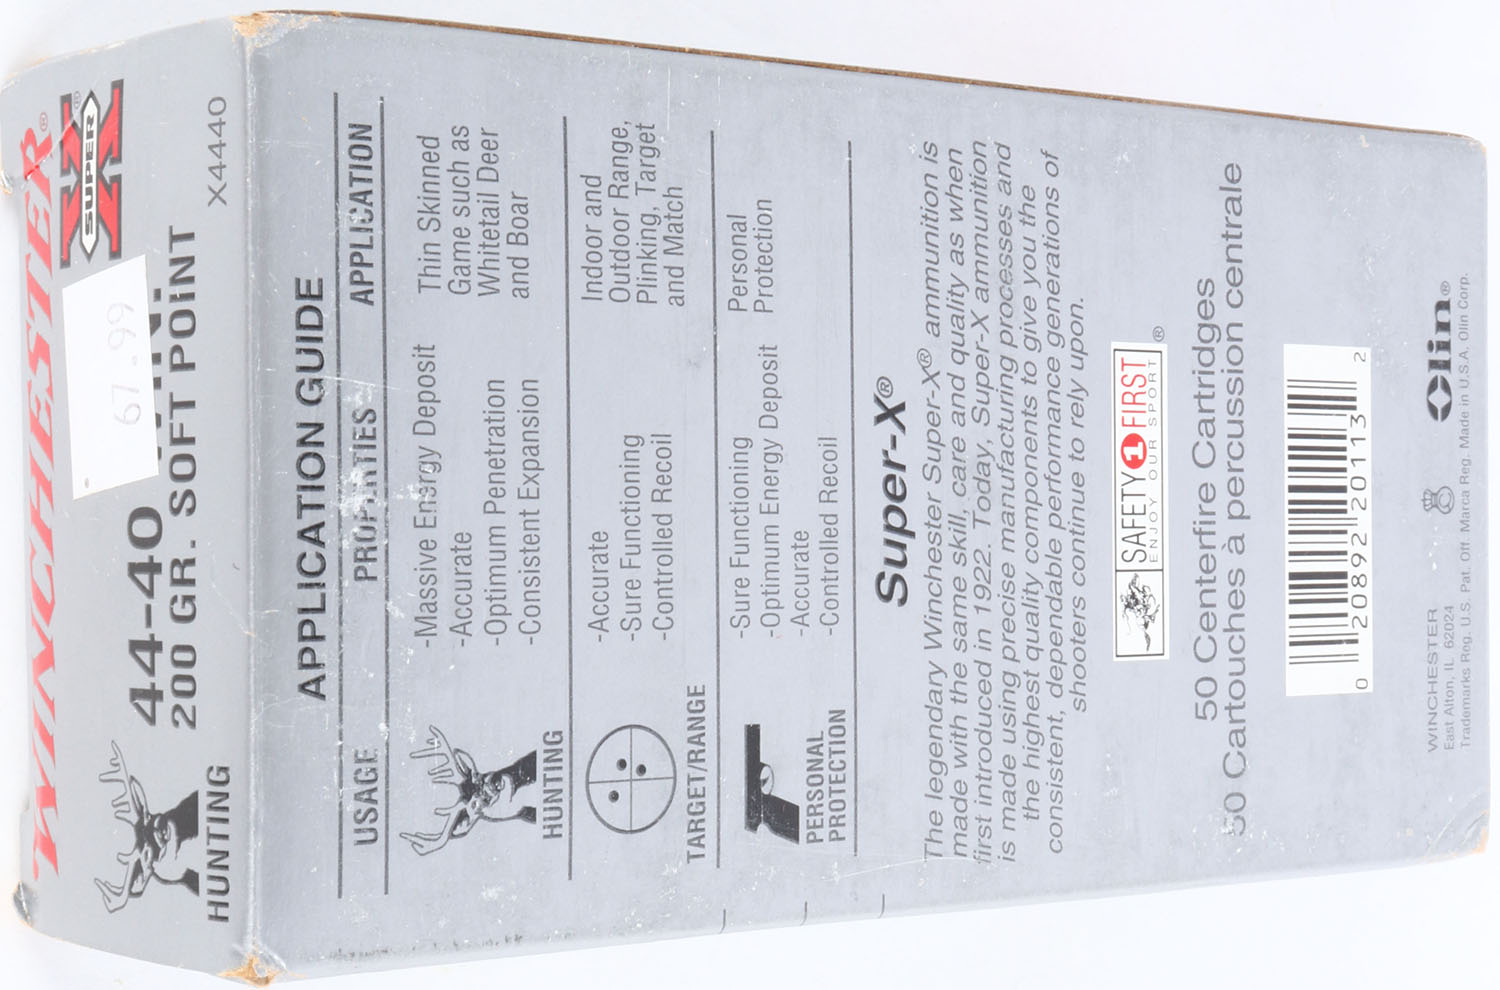 WINCHESTER®
SUPER X®
44-40 WIN.
200 GR. SOFT POINT
HUNTING
X4440
67.99
APPLICATION GUIDE
USAGE PROPERTIES APPLICATION
HUNTING
-Massive Energy Deposit
-Accurate
-Optimum Penetration
-Consistent Expansion
Thin Skinned
Game such as
Whitetail Deer
and Boar
TARGET/RANGE
-Accurate
-Sure Functioning
-Controlled Recoil
Indoor and
Outdoor Range,
Plinking, Target
and Match
PERSONAL
PROTECTION
-Sure Functioning
-Optimum Energy Deposit
-Accurate
-Controlled Recoil
Personal
Protection
Super-X®
The legendary Winchester Super-X® ammunition is
made with the same skill, care and quality as when
first introduced in 1922. Today, Super-X ammunition
is made using precise manufacturing processes and
the highest quality components to give you the
consistent, dependable performance generations of
shooters continue to rely upon.
SAFETY 1 FIRST
ENJOY OUR SPORT ®
50 Centerfire Cartridges
50 Cartouches à percussion centrale
0 20892 20113 2
WINCHESTER
East Alton, IL 62024
Trademarks Reg. U.S. Pat. Off Marca Reg. Made in U.S.A. Olin Corp.
Olin®